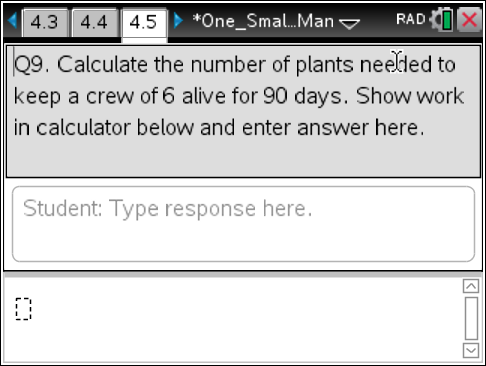 4.3 4.4 4.5 *One_Smal...Man RAD
Q9. Calculate the number of plants needed to
keep a crew of 6 alive for 90 days. Show work
in calculator below and enter answer here.
Student: Type response here.